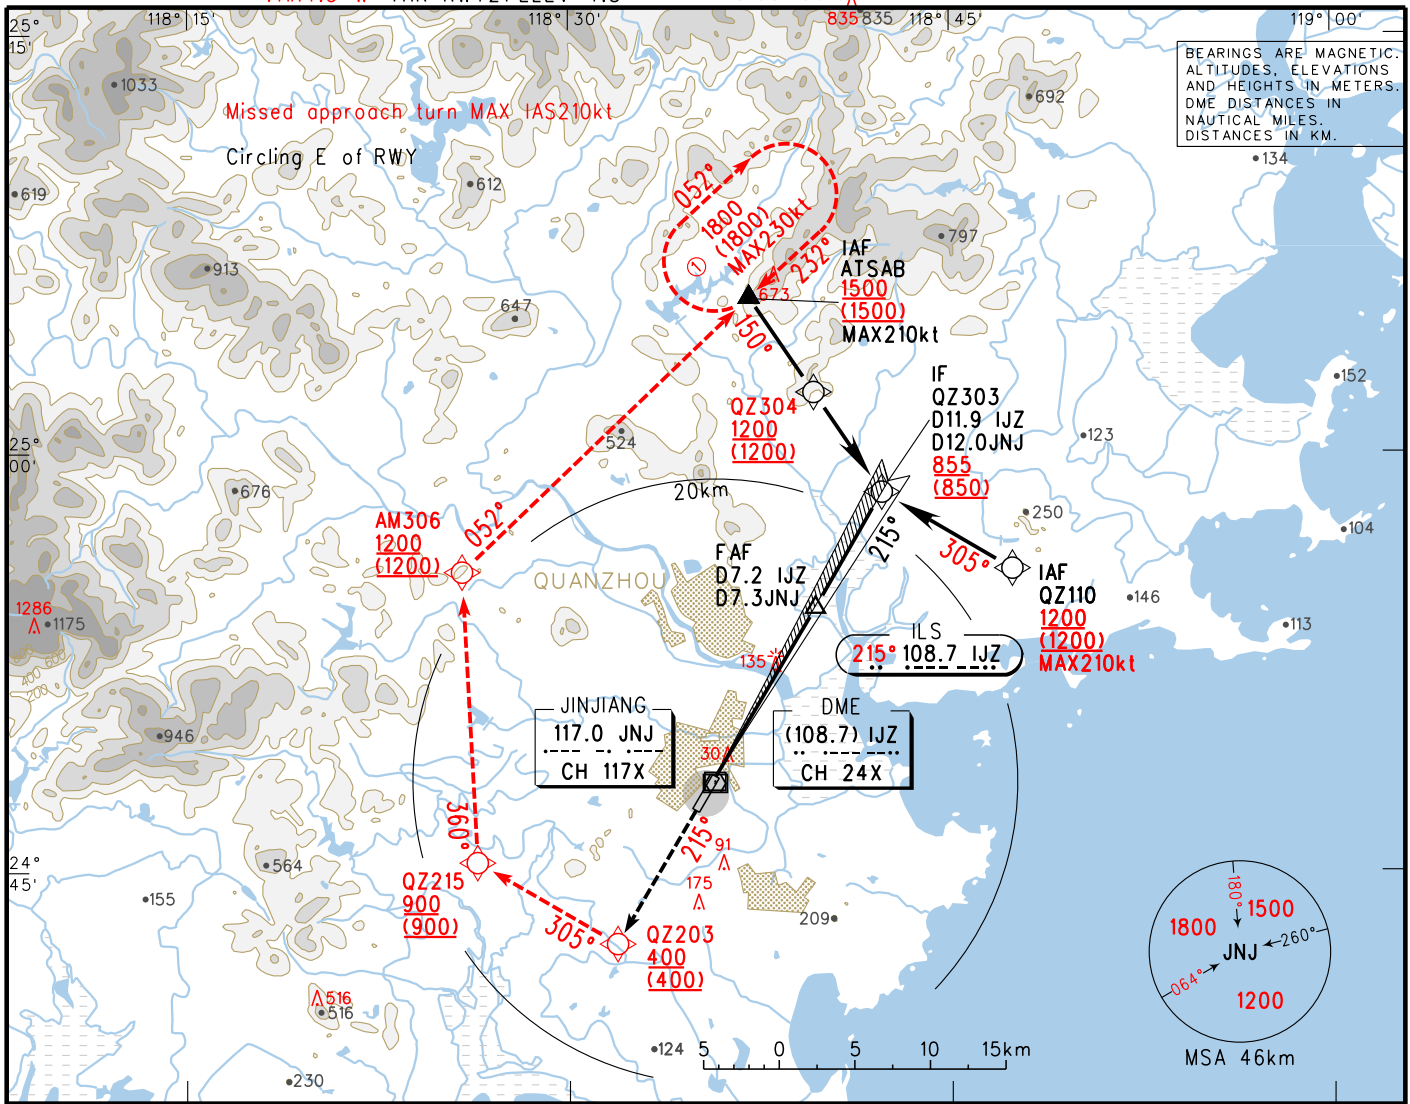 835 835
118° 15'
118° 30'
118° 45'
119° 00'
25°
15'
BEARINGS ARE MAGNETIC.
ALTITUDES, ELEVATIONS
AND HEIGHTS IN METERS.
DME DISTANCES IN
NAUTICAL MILES.
DISTANCES IN KM.
1033
692
Missed approach turn MAX IAS210kt
Circling E of RWY
134
619
612
052°
1800
(1800)
MAX230kt
232°
797
913
1
647
673
IAF
ATSAB
1500
(1500)
MAX210kt
150°
152
IF
QZ303
D11.9 IJZ
D12.0JNJ
855
(850)
QZ304
1200
(1200)
123
524
25°
00'
676
20km
250
104
AM306
1200
(1200)
052°
215°
305°
FAF
D7.2 IJZ
D7.3JNJ
QUANZHOU
IAF
QZ110
1200
(1200)
MAX210kt
146
113
1286
1175
800
600
400
200
135
ILS
215° 108.7 IJZ
JINJIANG
117.0 JNJ
CH 117X
DME
(108.7) IJZ
CH 24X
946
30
360°
215°
91
175
564
24°
45'
155
QZ215
900
(900)
305°
QZ203
400
(400)
209
180°
1500
1800
JNJ
260°
064°
1200
MSA 46km
516
516
124
230
5 0 5 10 15km